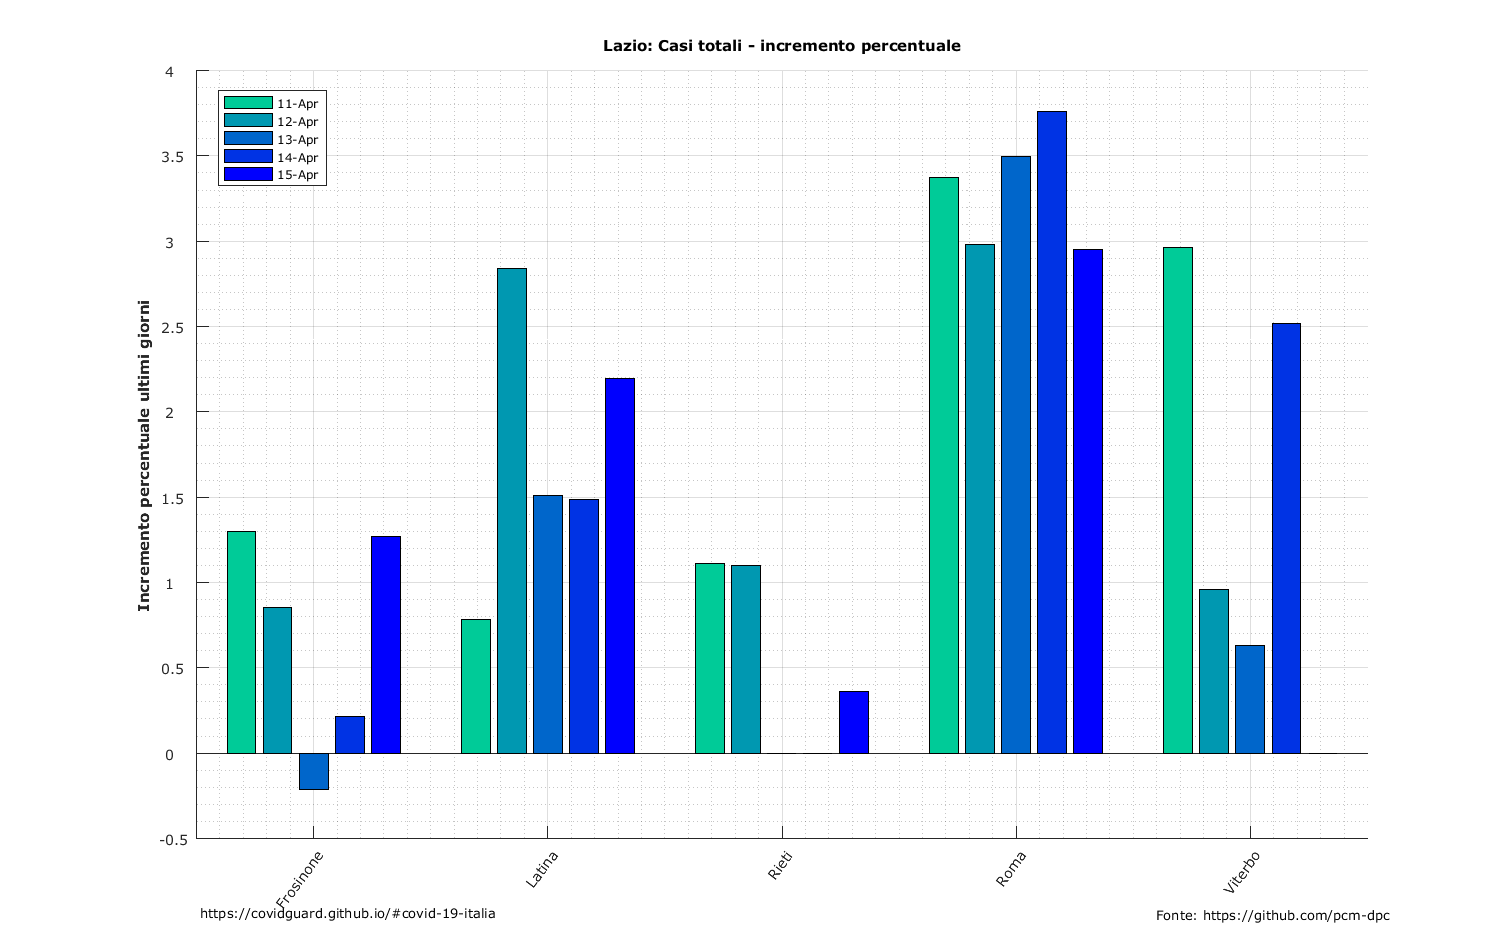 Lazio: Casi totali - incremento percentuale
4
3.5
3
2.5
2
1.5
1
0.5
0
-0.5
Incremento percentuale ultimi giorni
11-Apr
12-Apr
13-Apr
14-Apr
15-Apr
Frosinone
Latina
Rieti
Roma
Viterbo
https://covidguard.github.io/#covid-19-italia
Fonte: https://github.com/pcm-dpc